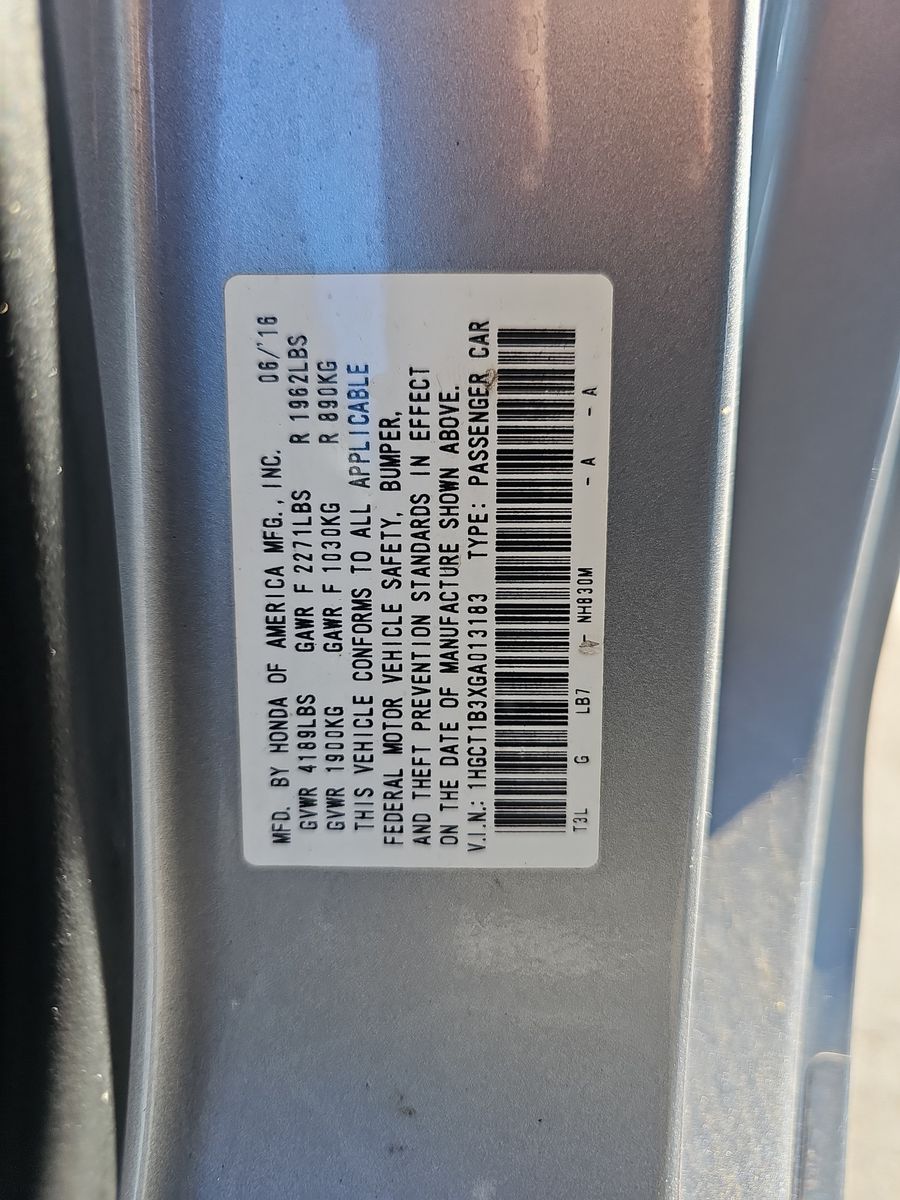 MFD. BY HONDA OF AMERICA MFG., INC. 06/'16
GVWR 4189LBS GAWR F 2271LBS R 1962LBS
GVWR 1900KG GAWR F 1030KG R 890KG
THIS VEHICLE CONFORMS TO ALL APPLICABLE
FEDERAL MOTOR VEHICLE SAFETY, BUMPER,
AND THEFT PREVENTION STANDARDS IN EFFECT
ON THE DATE OF MANUFACTURE SHOWN ABOVE.
V.I.N.: 1HGCT1B3XGA013183 TYPE: PASSENGER CAR
T3L G LB7 - NH830M - A - A